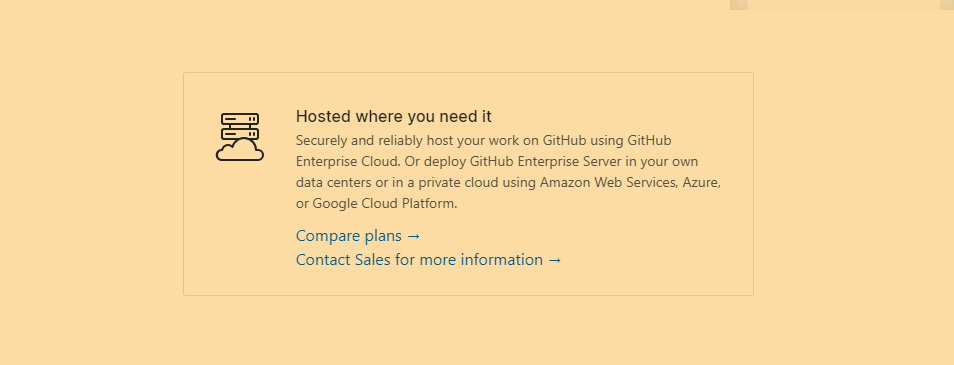 Hosted where you need it
Securely and reliably host your work on GitHub using GitHub
Enterprise Cloud. Or deploy GitHub Enterprise Server in your own
data centers or in a private cloud using Amazon Web Services, Azure,
or Google Cloud Platform.
Compare plans →
Contact Sales for more information →